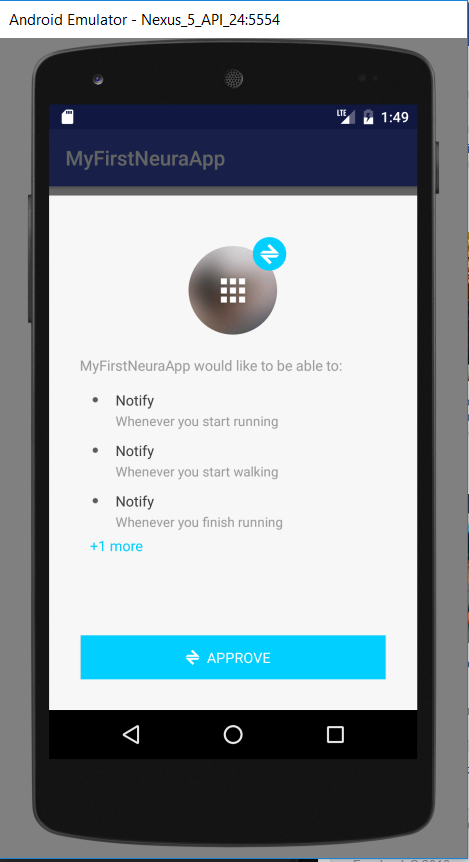 Android Emulator - Nexus_5_API_24:5554
LTE 1:49
MyFirstNeuraApp
MyFirstNeuraApp would like to be able to:
• Notify
Whenever you start running
• Notify
Whenever you start walking
• Notify
Whenever you finish running
+1 more
APPROVE